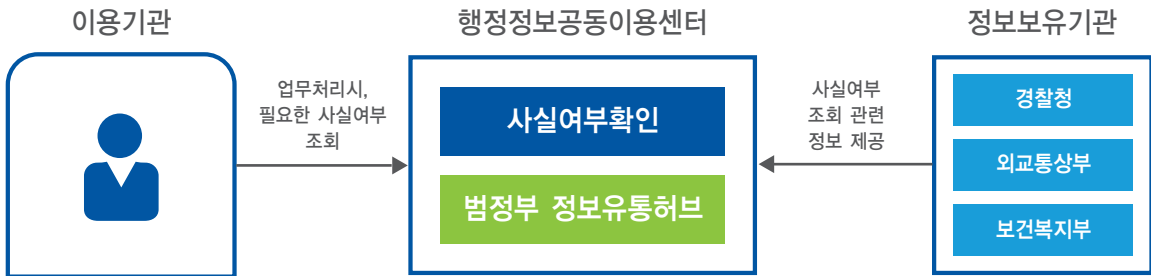 이용기관
행정정보공동이용센터
정보보유기관
업무처리시,
필요한 사실여부
조회
사실여부확인
범정부 정보유통허브
사실여부
조회 관련
정보 제공
경찰청
외교통상부
보건복지부